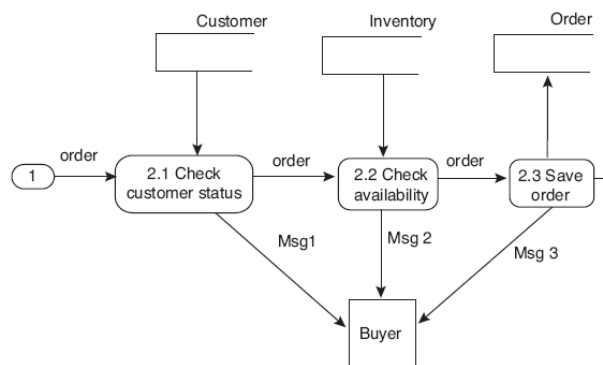 Customer
Inventory
Order
order
1
2.1 Check
customer status
order
2.2 Check
availability
order
2.3 Save
order
Msg1
Msg 2
Msg 3
Buyer